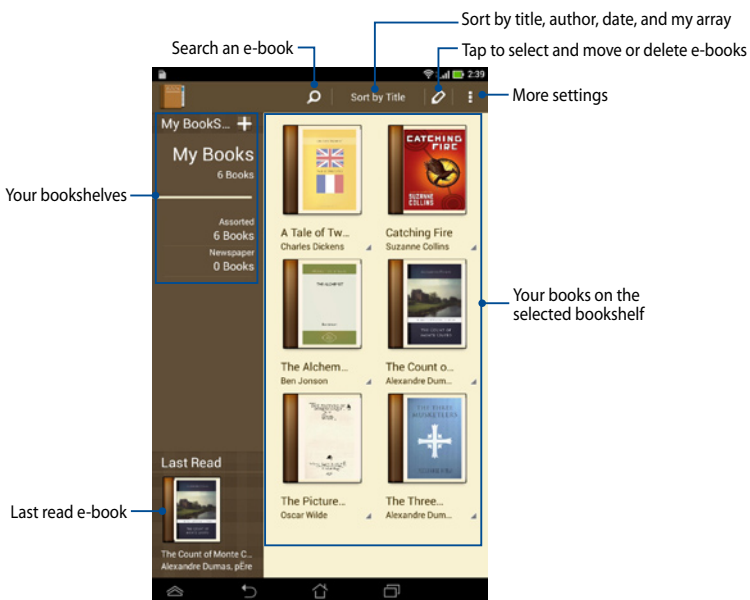 Sort by title, author, date, and my array
Search an e-book
Tap to select and move or delete e-books
2:39
Sort by Title
More settings
My BookS...
My Books
6 Books
Your bookshelves
Assorted
6 Books
Newspaper
0 Books
CATCHING
FIRE
SUZANNE
COLLINS
A Tale of Tw...
Charles Dickens
Catching Fire
Suzanne Collins
THE ALCHEMIST
Your books on the
selected bookshelf
The Alchem...
Ben Jonson
The Count o...
Alexandre Dum...
THE THREE
MUSKETEERS
The Picture...
Oscar Wilde
The Three...
Alexandre Dum...
Last Read
Last read e-book
The Count of Monte C...
Alexandre Dumas, pÈre